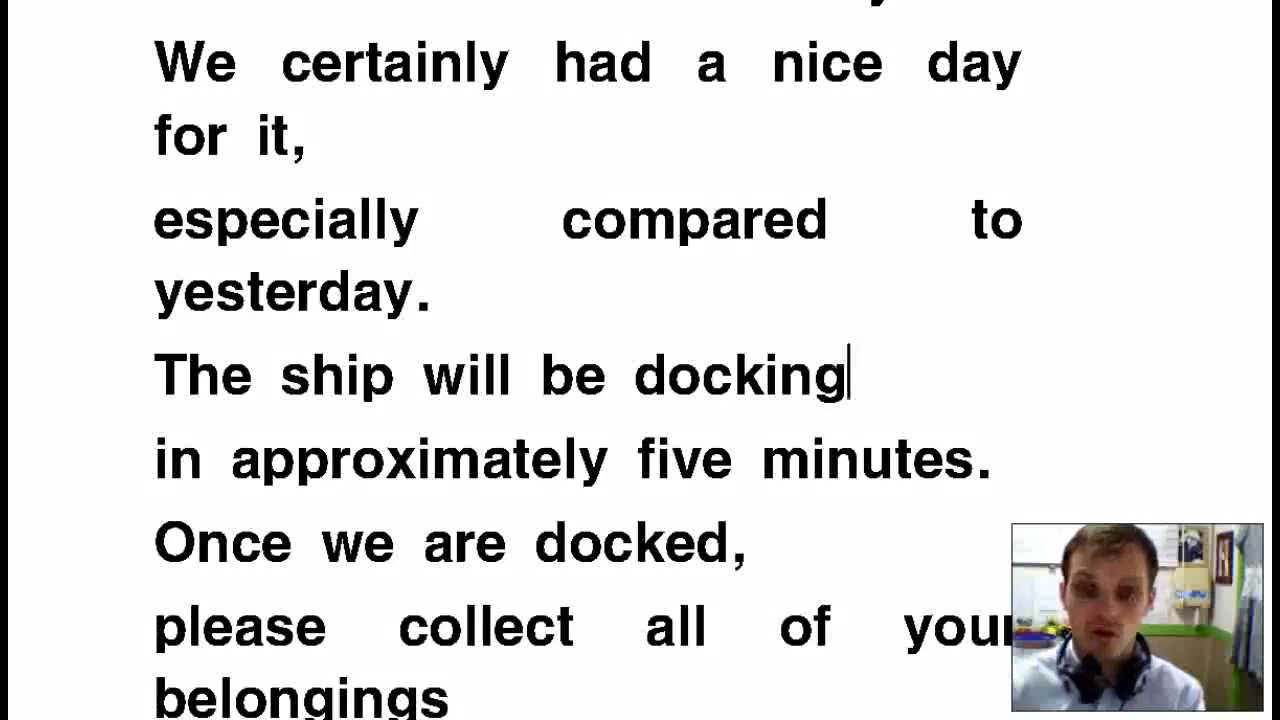 We certainly had a nice day
for it,
especially compared to
yesterday.
The ship will be docking
in approximately five minutes.
Once we are docked,
please collect all of your
belongings